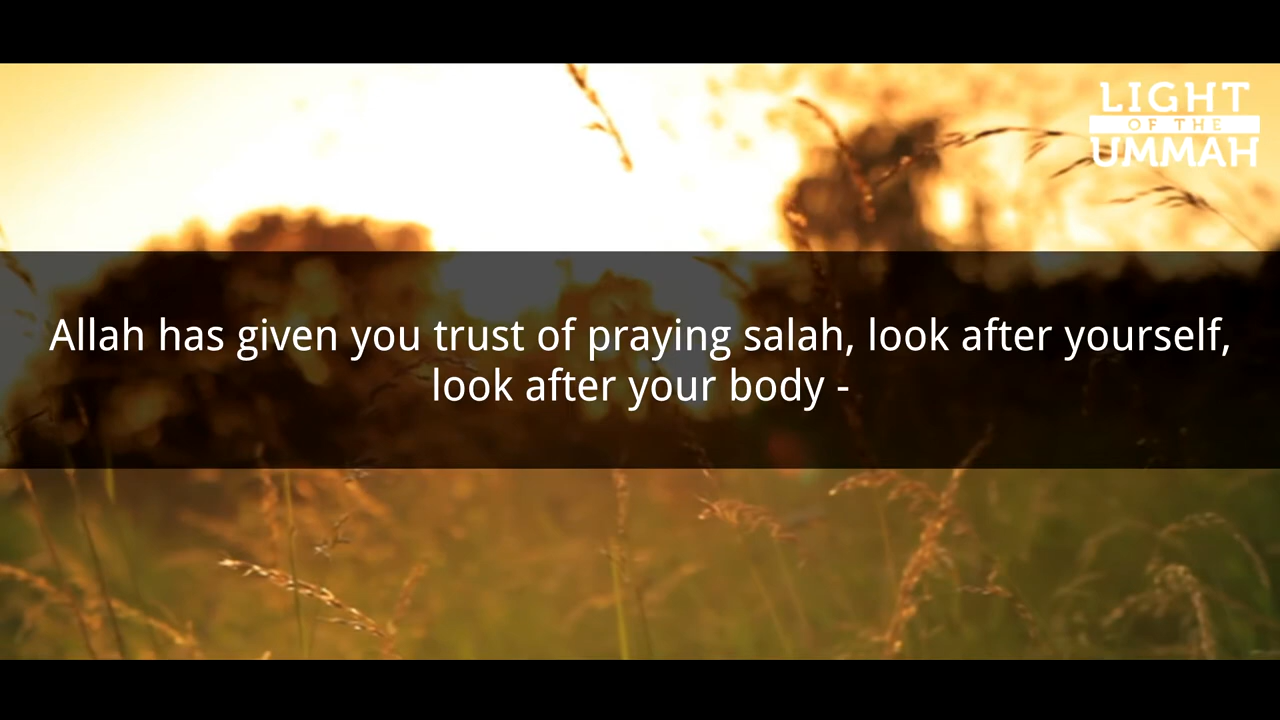 LIGHT
OF THE
UMMAH
Allah has given you trust of praying salah, look after yourself,
look after your body -